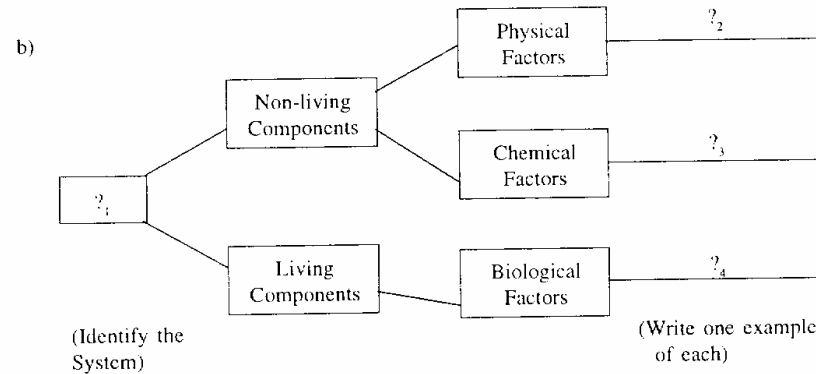 b)
Physical
Factors
?₂
Non-living
Components
Chemical
Factors
?₃
?₁
Living
Components
Biological
Factors
?₄
(Identify the
System)
(Write one example
of each)